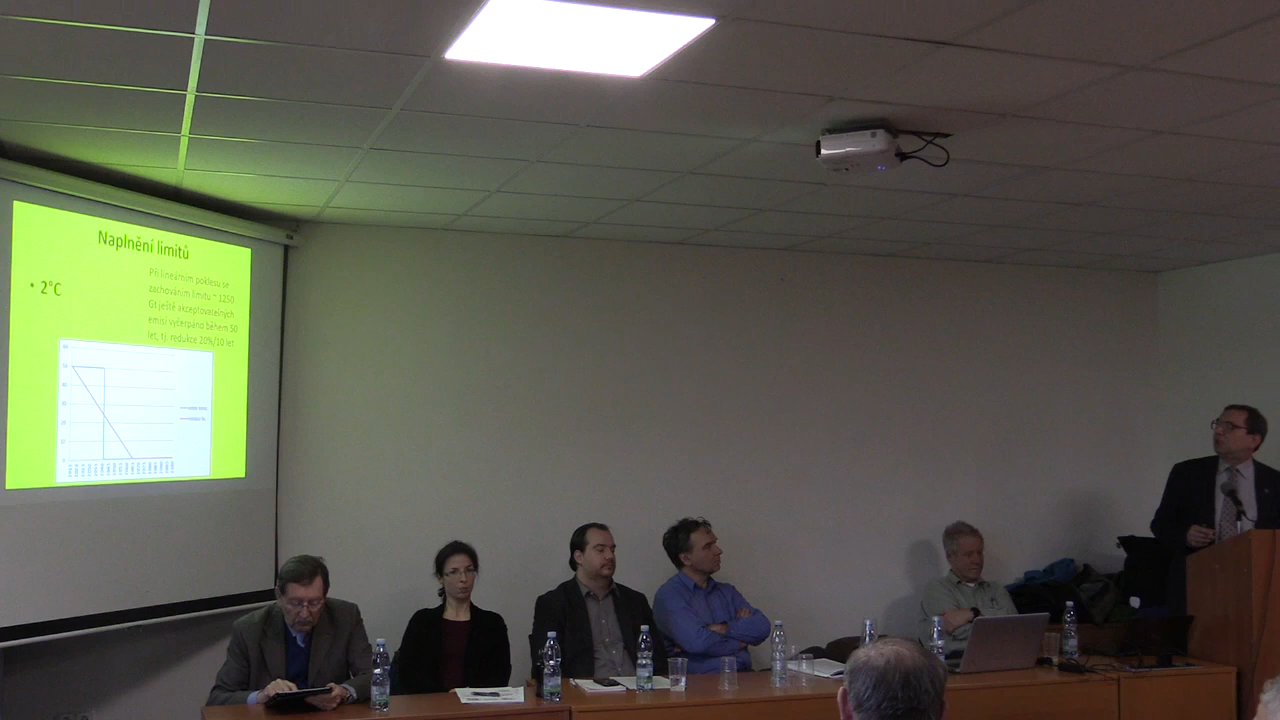 Naplnění limitů
• 2°C
Při lineárním poklesu se
zachováním limitu ~ 1250
Gt ještě akceptovatelných
emisí vyčerpáno během 50
let, tj. redukce 20%/10 let